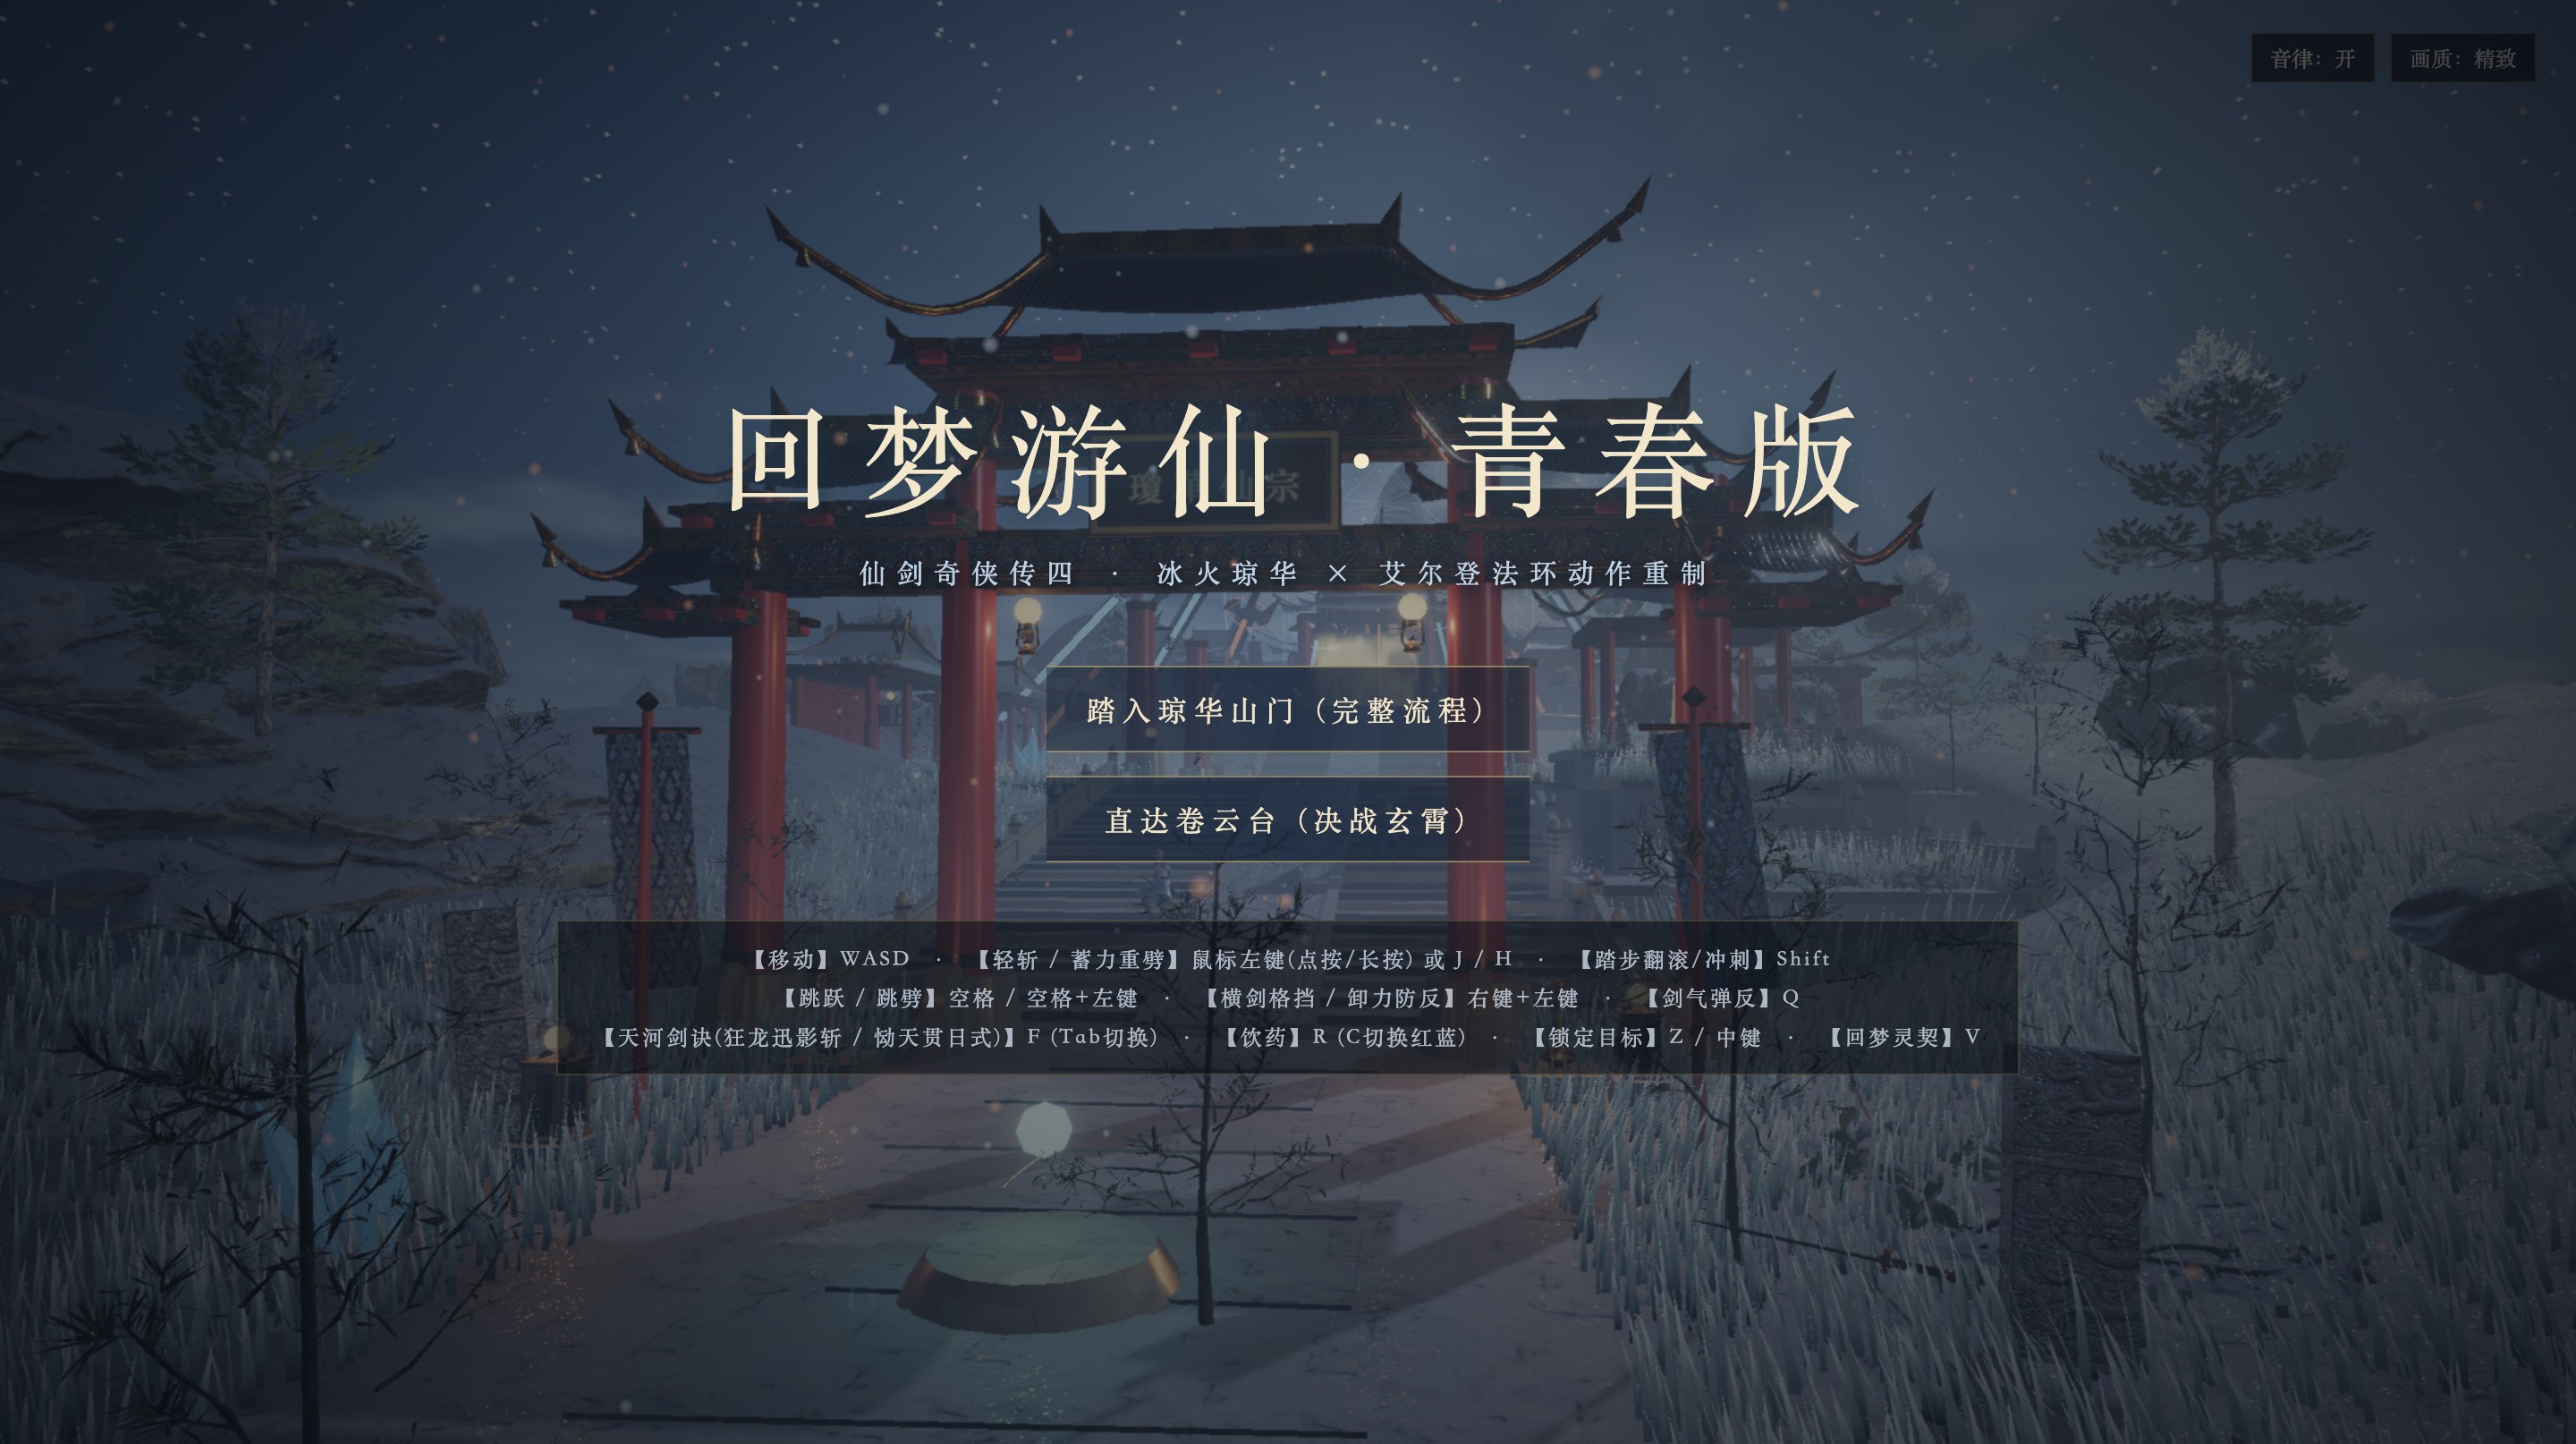 音律：开
画质：精致
回梦游仙·青春版
仙剑奇侠传四 · 冰火琼华 × 艾尔登法环动作重制
踏入琼华山门（完整流程）
直达卷云台（决战玄霄）
【移动】WASD · 【轻斩 / 蓄力重劈】鼠标左键(点按/长按) 或 J / H · 【踏步翻滚/冲刺】Shift
【跳跃 / 跳劈】空格 / 空格+左键 · 【横剑格挡 / 卸力防反】右键+左键 · 【剑气弹反】Q
【天河剑诀(狂龙迅影斩 / 恸天贯日式)】F (Tab切换) · 【饮药】R (C切换红蓝) · 【锁定目标】Z / 中键 · 【回梦灵契】V